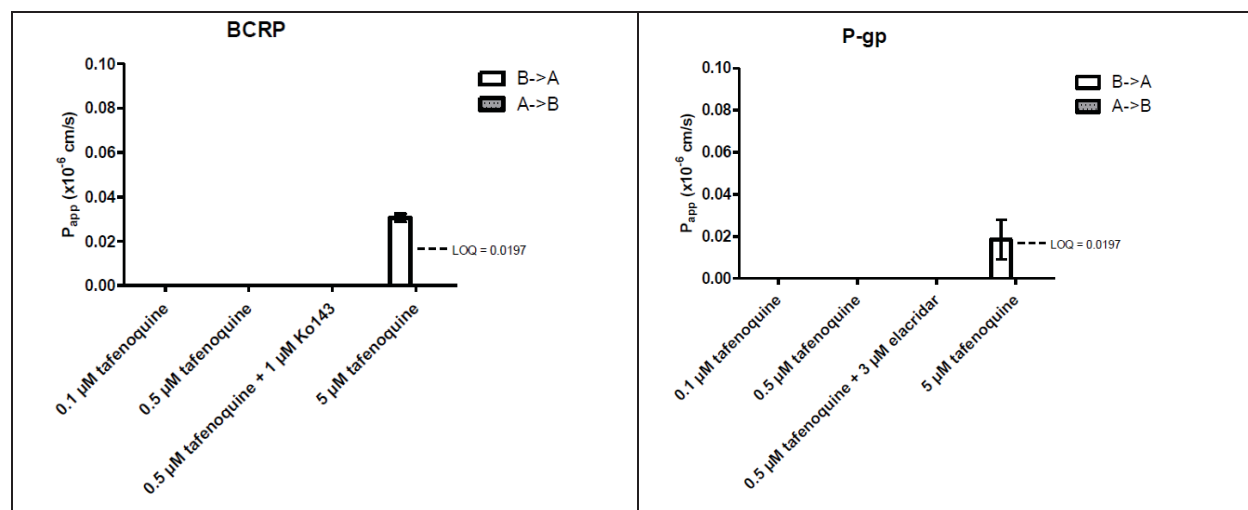 BCRP
B->A
A->B
P_app (x10^-6 cm/s)
0.10
0.08
0.06
0.04
0.02
0.00
LOQ = 0.0197
0.1 µM tafenoquine
0.5 µM tafenoquine
0.5 µM tafenoquine + 1 µM Ko143
5 µM tafenoquine
P-gp
B->A
A->B
P_app (x10^-6 cm/s)
0.10
0.08
0.06
0.04
0.02
0.00
LOQ = 0.0197
0.1 µM tafenoquine
0.5 µM tafenoquine
0.5 µM tafenoquine + 3 µM elacridar
5 µM tafenoquine